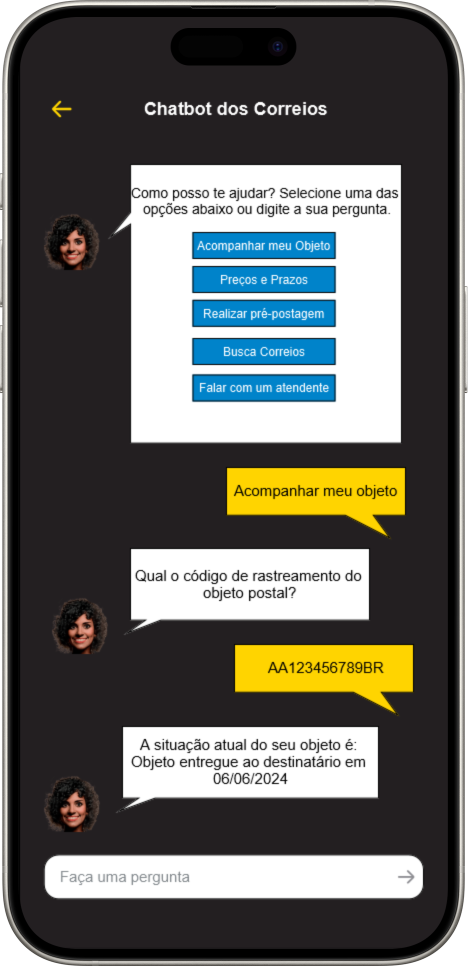 Chatbot dos Correios
Como posso te ajudar? Selecione uma das
opções abaixo ou digite a sua pergunta.
Acompanhar meu Objeto
Preços e Prazos
Realizar pré-postagem
Busca Correios
Falar com um atendente
Acompanhar meu objeto
Qual o código de rastreamento do
objeto postal?
AA123456789BR
A situação atual do seu objeto é:
Objeto entregue ao destinatário em
06/06/2024
Faça uma pergunta